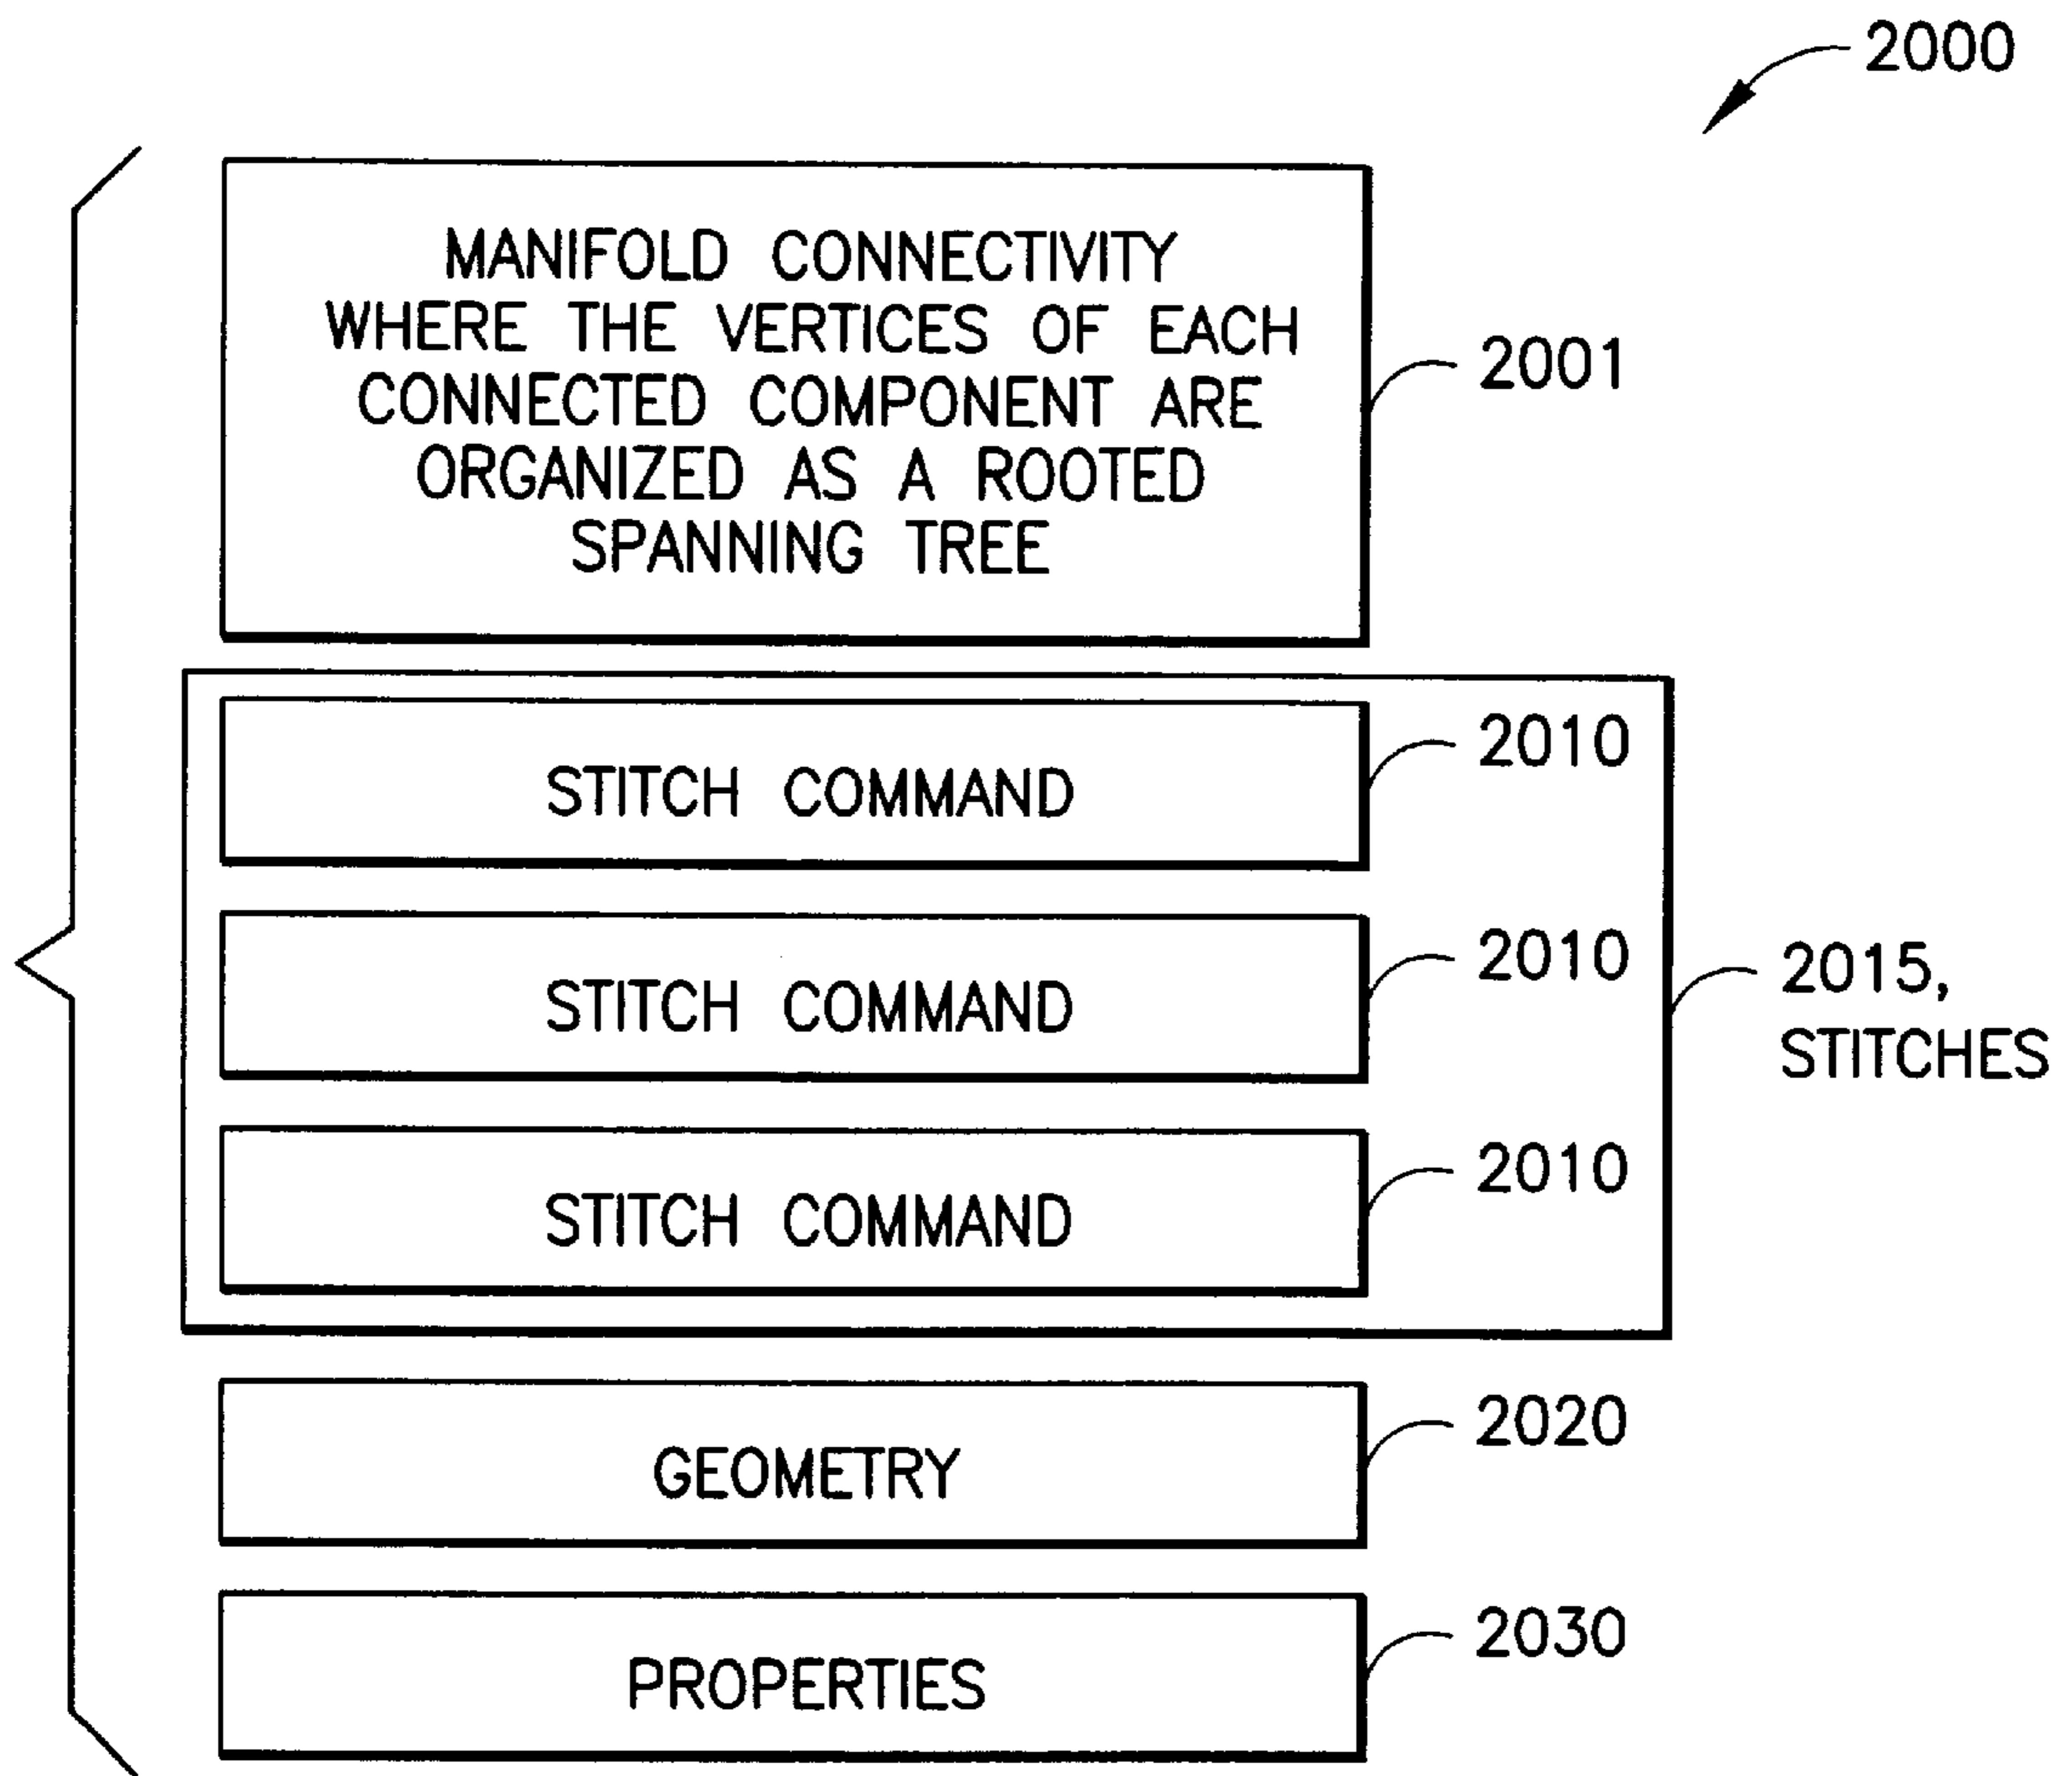 2000
MANIFOLD CONNECTIVITY
WHERE THE VERTICES OF EACH
CONNECTED COMPONENT ARE
ORGANIZED AS A ROOTED
SPANNING TREE
2001
STITCH COMMAND
2010
STITCH COMMAND
2010
STITCH COMMAND
2010
2015,
STITCHES
GEOMETRY
2020
PROPERTIES
2030